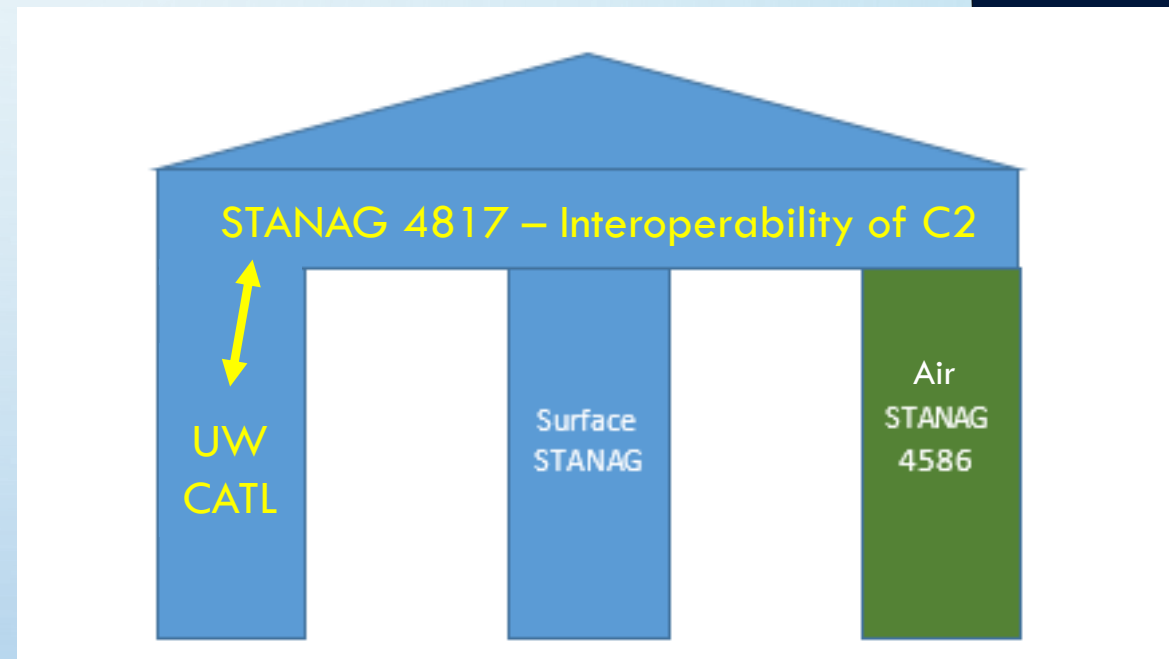 STANAG 4817 – Interoperability of C2
UW
CATL
Surface
STANAG
Air
STANAG
4586